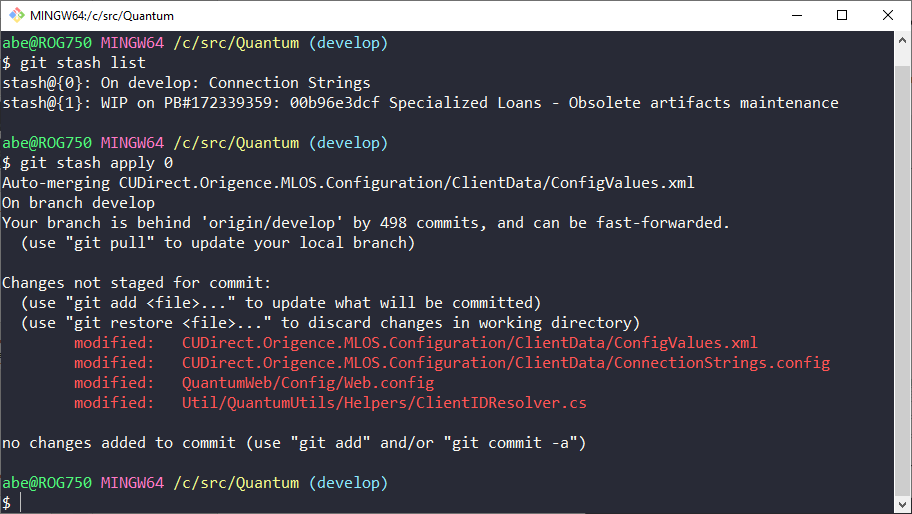 MINGW64:/c/src/Quantum
abe@ROG750 MINGW64 /c/src/Quantum (develop)
$ git stash list
stash@{0}: On develop: Connection Strings
stash@{1}: WIP on PB#172339359: 00b96e3dcf Specialized Loans - Obsolete artifacts maintenance
abe@ROG750 MINGW64 /c/src/Quantum (develop)
$ git stash apply 0
Auto-merging CUDirect.Origence.MLOS.Configuration/ClientData/ConfigValues.xml
On branch develop
Your branch is behind 'origin/develop' by 498 commits, and can be fast-forwarded.
  (use "git pull" to update your local branch)
Changes not staged for commit:
  (use "git add <file>..." to update what will be committed)
  (use "git restore <file>..." to discard changes in working directory)
        modified:   CUDirect.Origence.MLOS.Configuration/ClientData/ConfigValues.xml
        modified:   CUDirect.Origence.MLOS.Configuration/ClientData/ConnectionStrings.config
        modified:   QuantumWeb/Config/Web.config
        modified:   Util/QuantumUtils/Helpers/ClientIDResolver.cs
no changes added to commit (use "git add" and/or "git commit -a")
abe@ROG750 MINGW64 /c/src/Quantum (develop)
$